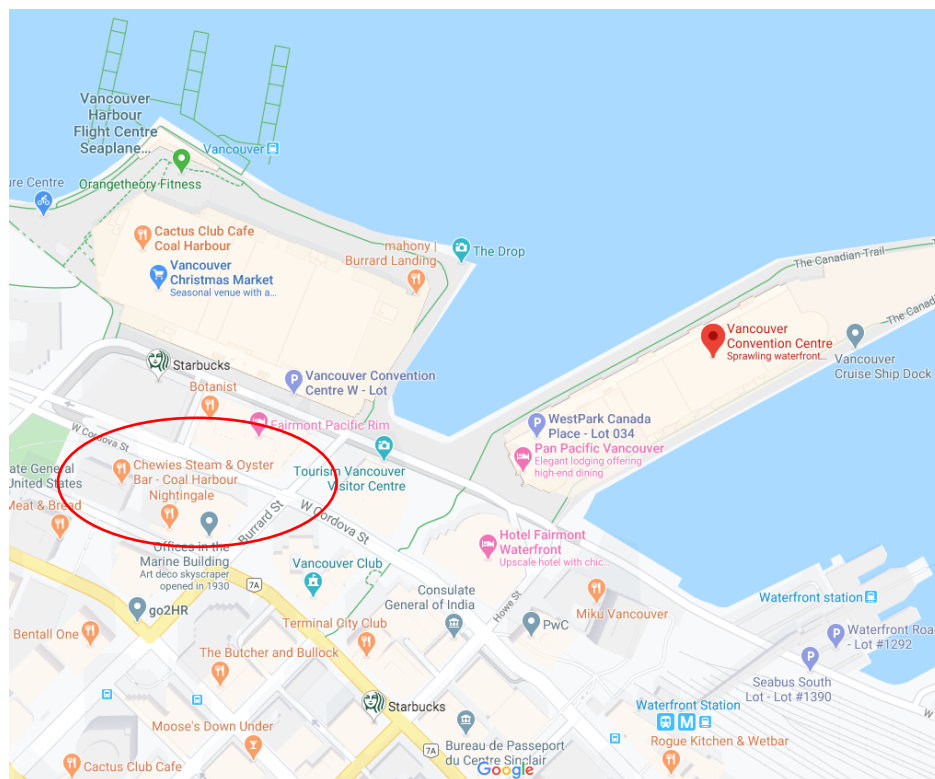 Vancouver
Harbour
Flight Centre
Seaplane...
Vancouver
Orangetheory Fitness
ure Centre
Cactus Club Cafe
Coal Harbour
mahony |
Burrard Landing
The Drop
Vancouver
Christmas Market
Seasonal venue with a...
The Canadian-Trail
The Canadian
Vancouver
Convention Centre
Sprawling waterfront...
Vancouver
Cruise Ship Dock
Starbucks
Botanist
Vancouver Convention
Centre W - Lot
Fairmont Pacific Rim
WestPark Canada
Place - Lot 034
Pan Pacific Vancouver
Elegant lodging offering
high-end dining
W Cordova St
ate General
United States
Chewies Steam & Oyster
Bar - Coal Harbour
Nightingale
Tourism Vancouver
Visitor Centre
Meat & Bread
Burrard St
W Cordova St
Offices in the
Marine Building
Art deco skyscraper
opened in 1930
Hotel Fairmont
Waterfront
Upscale hotel with chic...
Vancouver Club
7A
Consulate
General of India
Howe St
Miku Vancouver
Waterfront station
go2HR
Bentall One
Terminal City Club
PwC
Waterfront Roa
- Lot #1292
The Butcher and Bullock
Seabus South
Lot - Lot #1390
Starbucks
Waterfront Station
M
W
Moose's Down Under
7A
Bureau de Passeport
du Centre Sinclair
Rogue Kitchen & Wetbar
Cactus Club Cafe
Google